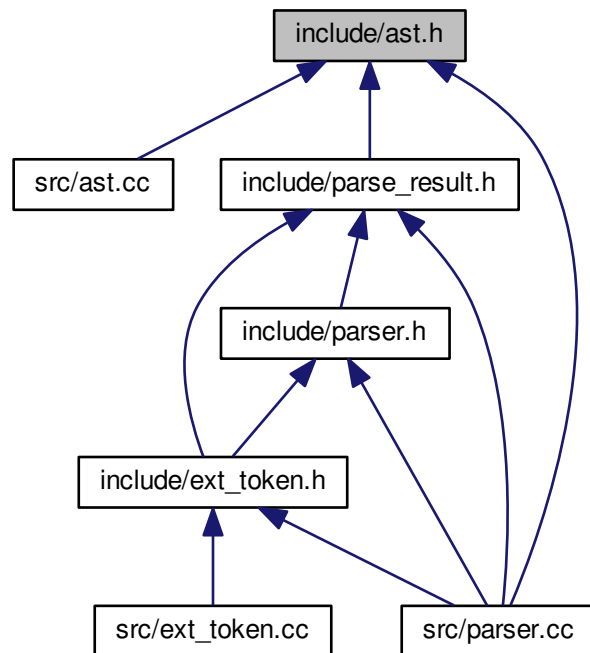 include/ast.h
src/ast.cc
include/parse_result.h
include/parser.h
include/ext_token.h
src/ext_token.cc
src/parser.cc